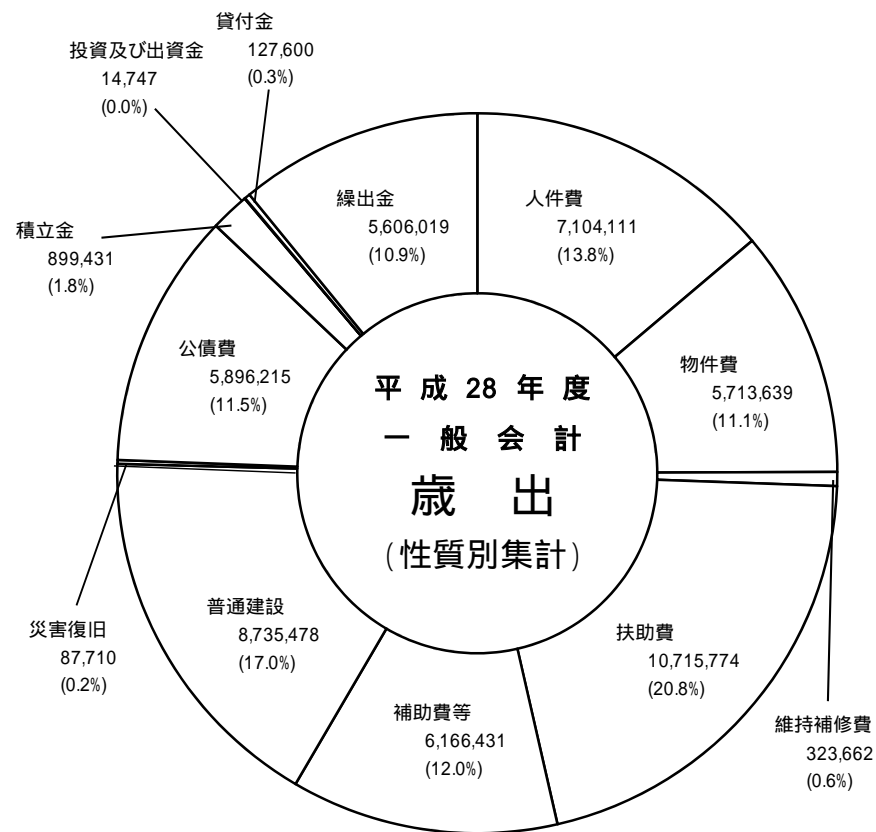 貸付金
127,600
(0.3%)
投資及び出資金
14,747
(0.0%)
積立金
899,431
(1.8%)
繰出金
5,606,019
(10.9%)
人件費
7,104,111
(13.8%)
公債費
5,896,215
(11.5%)
物件費
5,713,639
(11.1%)
平成 28 年度
一般会計
歳出
(性質別集計)
災害復旧
87,710
(0.2%)
普通建設
8,735,478
(17.0%)
補助費等
6,166,431
(12.0%)
扶助費
10,715,774
(20.8%)
維持補修費
323,662
(0.6%)